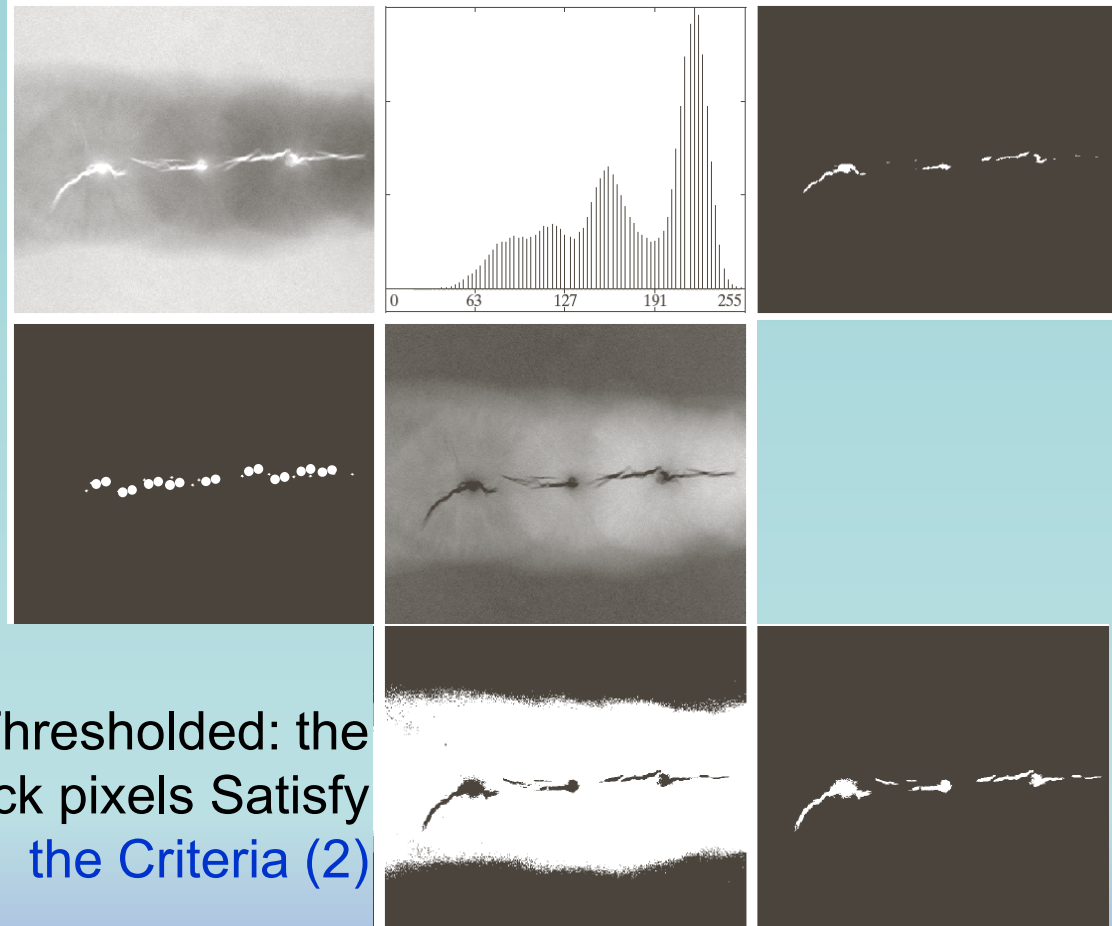 0 63 127 191 255
hresholded: the
ck pixels Satisfy
the Criteria (2)